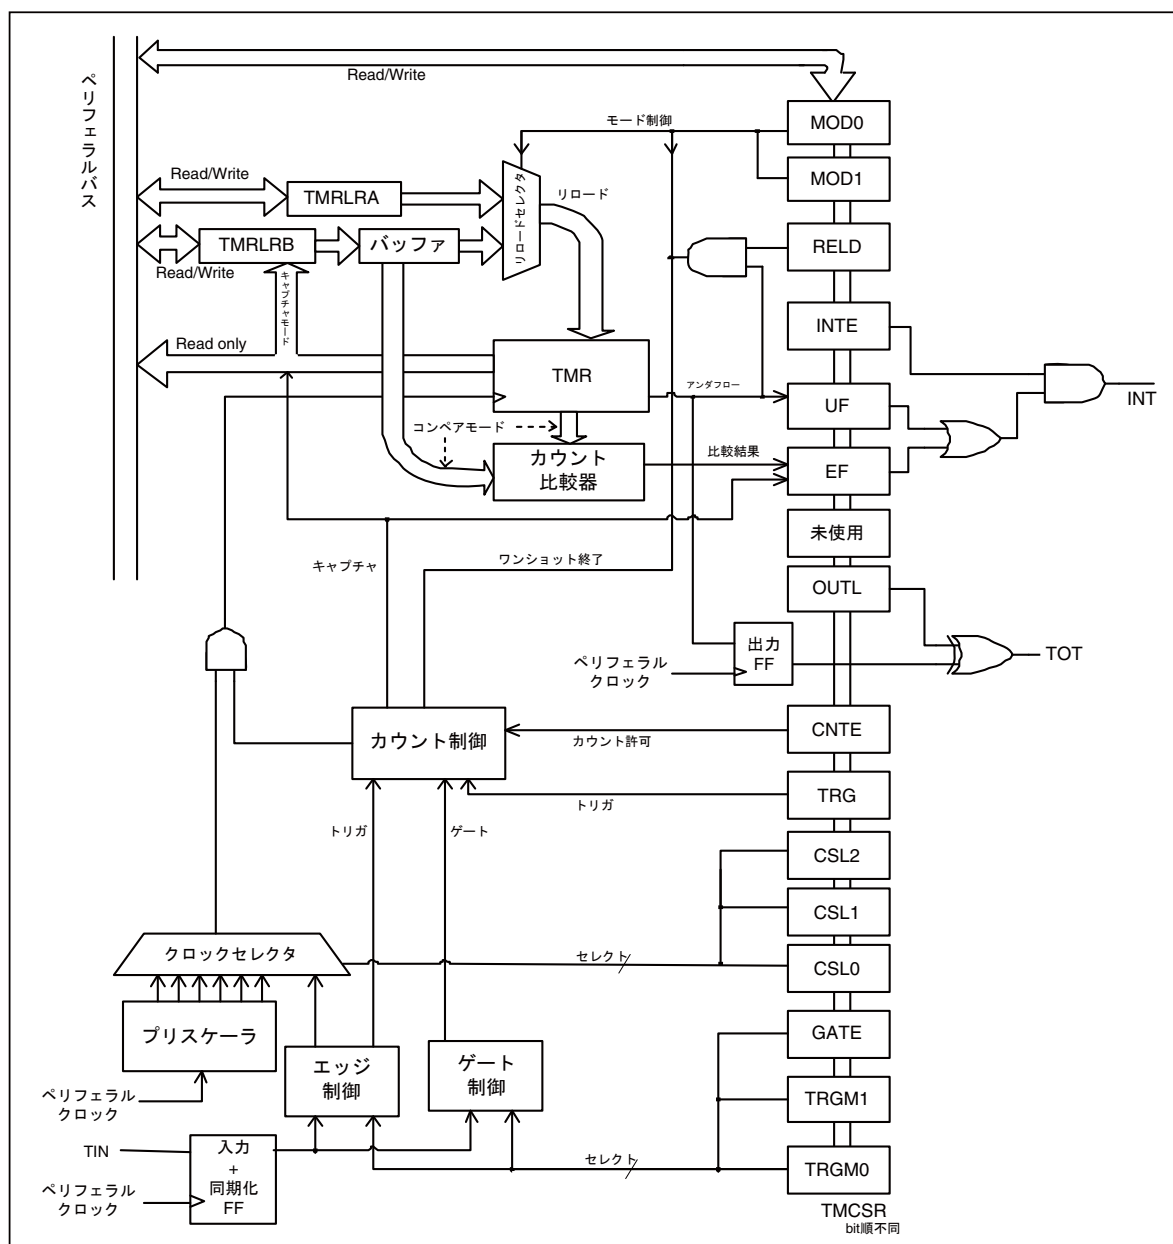 ペリフェラルバス
Read/Write
MOD0
モード制御
MOD1
Read/Write
TMRLRA
リロードセレクタ
リロード
TMRLRB
バッファ
RELD
Read/Write
キャプチャモード
INTE
Read only
TMR
アンダフロー
UF
INT
コンペアモード
カウント
比較器
比較結果
EF
未使用
キャプチャ
ワンショット終了
OUTL
出力
FF
TOT
ペリフェラル
クロック
カウント制御
カウント許可
CNTE
トリガ
TRG
トリガ
ゲート
CSL2
CSL1
クロックセレクタ
セレクト
CSL0
プリスケーラ
GATE
エッジ
制御
ゲート
制御
ペリフェラル
クロック
TRGM1
TIN
入力
+
同期化
FF
セレクト
TRGM0
ペリフェラル
クロック
TMCSR
bit順不同